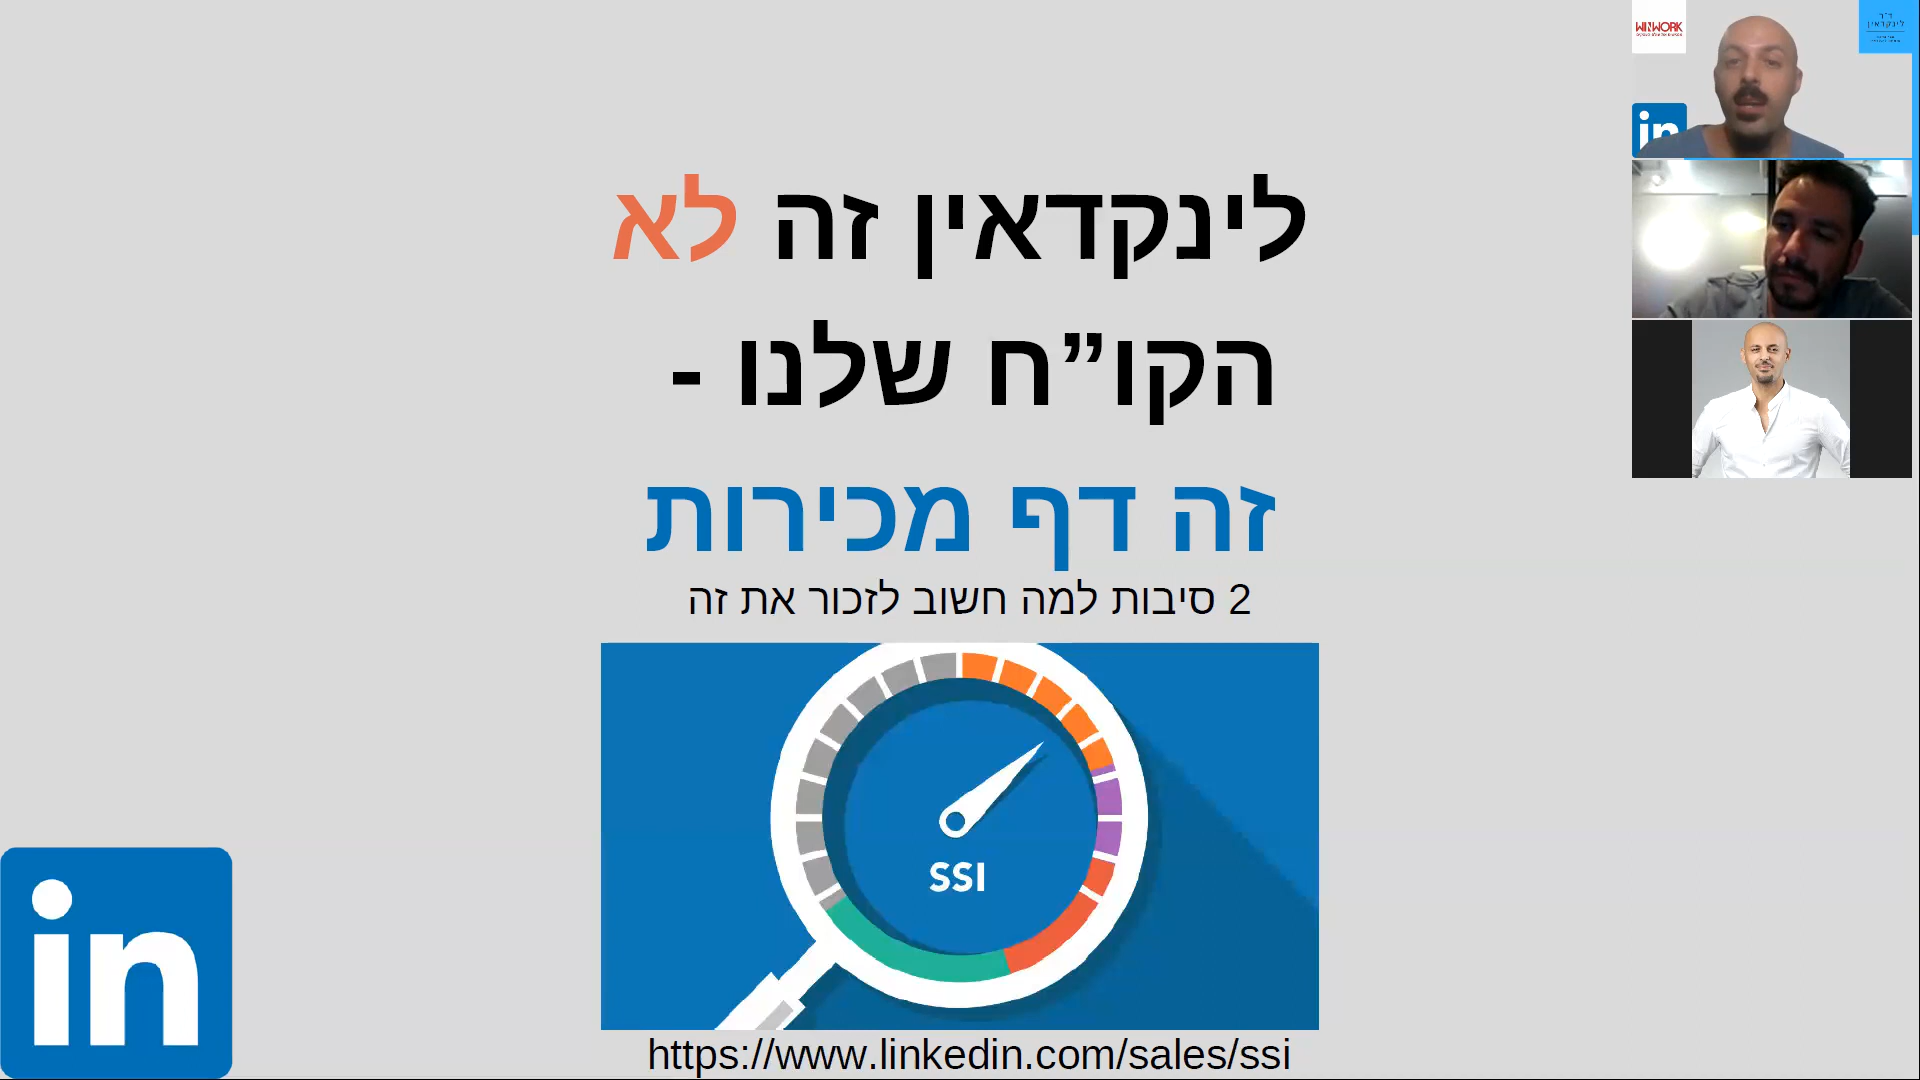 לינקדאין זה לא
הקו”ח שלנו -
זה דף מכירות
2 סיבות למה חשוב לזכור את זה
SSI
https://www.linkedin.com/sales/ssi
in
WINWORK
ד"ר
לינקדאין
in